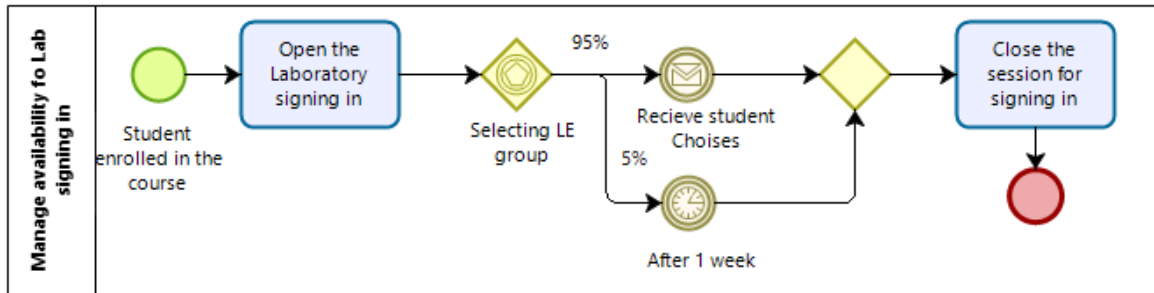 Manage availability fo Lab
signing in
Student
enrolled in the
course
Open the
Laboratory
signing in
Selecting LE
group
95%
5%
Recieve student
Choises
After 1 week
Close the
session for
signing in